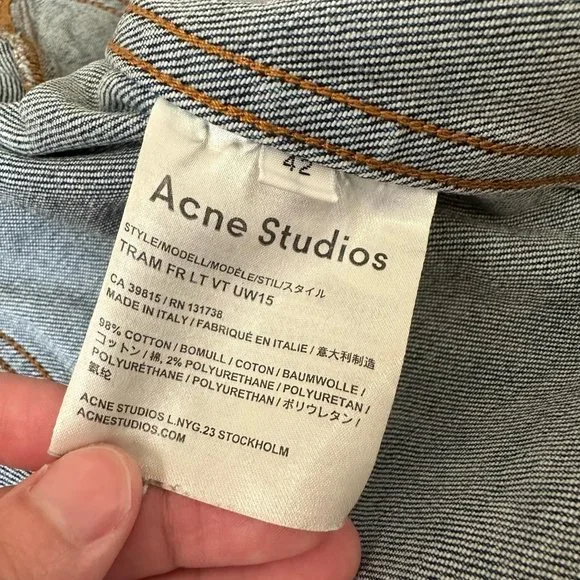 42
Acne Studios
STYLE/MODELL/MODÈLE/STIL/スタイル
TRAM FR LT VT UW15
CA 39815 / RN 131738
MADE IN ITALY / FABRIQUÉ EN ITALIE / 意大利制造
98% COTTON / BOMULL / COTON / BAUMWOLLE /
コットン / 棉, 2% POLYURETHANE / POLYURETAN /
POLYURÉTHANE / POLYURETHAN / ポリウレタン /
氨纶
ACNE STUDIOS L.NYG.23 STOCKHOLM
ACNESTUDIOS.COM